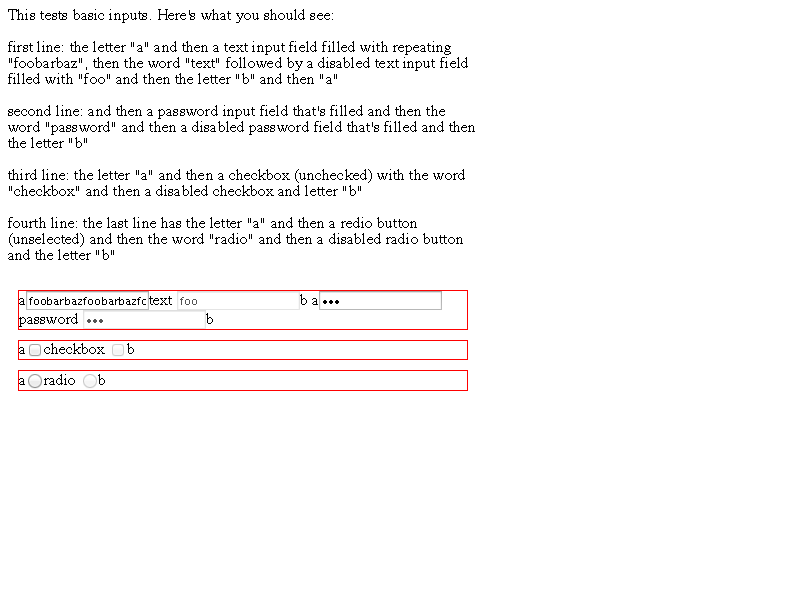 This tests basic inputs. Here's what you should see:
first line: the letter "a" and then a text input field filled with repeating
"foobarbaz", then the word "text" followed by a disabled text input field
filled with "foo" and then the letter "b" and then "a"
second line: and then a password input field that's filled and then the
word "password" and then a disabled password field that's filled and then
the letter "b"
third line: the letter "a" and then a checkbox (unchecked) with the word
"checkbox" and then a disabled checkbox and letter "b"
fourth line: the last line has the letter "a" and then a redio button
(unselected) and then the word "radio" and then a disabled radio button
and the letter "b"
a foobarbazfoobarbazfo text foo b a •••
password ••• b
a checkbox b
a radio b